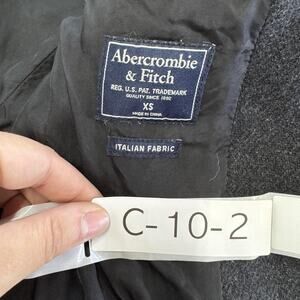 Abercrombie
& Fitch
REG. U.S. PAT. TRADEMARK
QUALITY SINCE 1892
XS
MADE IN CHINA
ITALIAN FABRIC
C-10-2